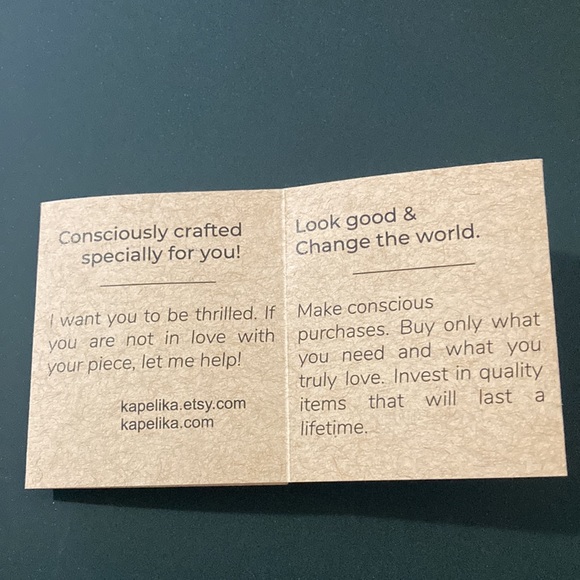 Consciously crafted
specially for you!
I want you to be thrilled. If
you are not in love with
your piece, let me help!
kapelika.etsy.com
kapelika.com
Look good &
Change the world.
Make conscious
purchases. Buy only what
you need and what you
truly love. Invest in quality
items that will last a
lifetime.